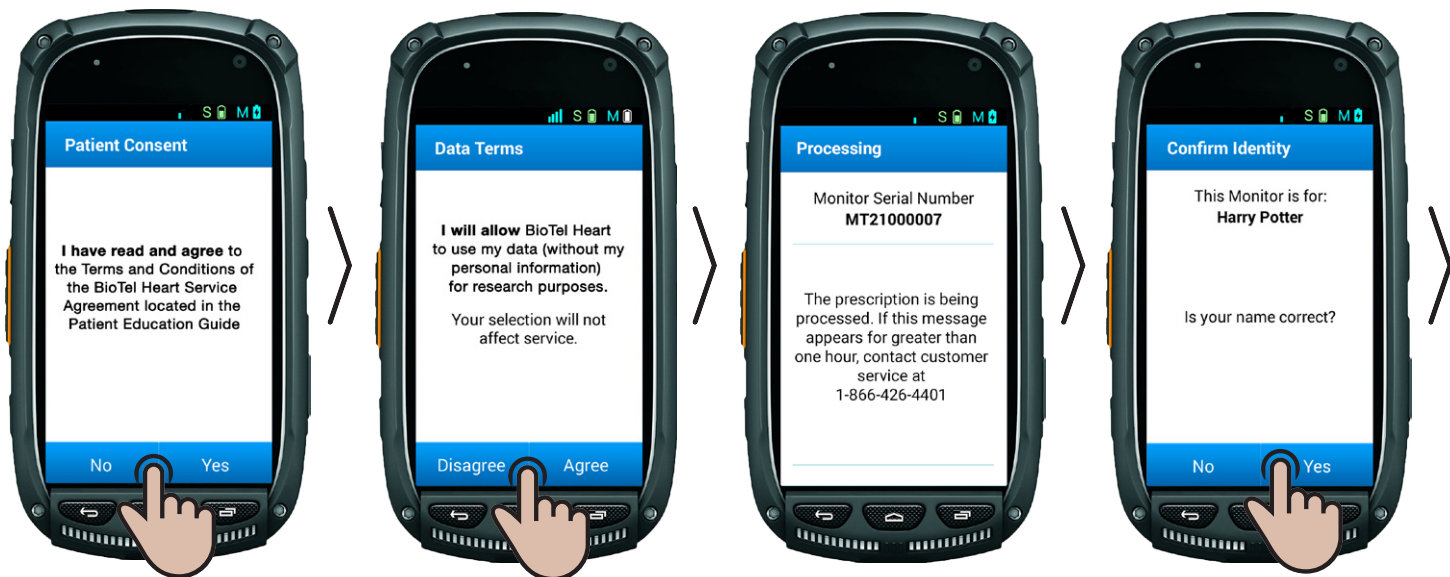 S M
Patient Consent
I have read and agree to
the Terms and Conditions of
the BioTel Heart Service
Agreement located in the
Patient Education Guide
No Yes
S M
Data Terms
I will allow BioTel Heart
to use my data (without my
personal information)
for research purposes.
Your selection will not
affect service.
Disagree Agree
S M
Processing
Monitor Serial Number
MT21000007
The prescription is being
processed. If this message
appears for greater than
one hour, contact customer
service at
1-866-426-4401
S M
Confirm Identity
This Monitor is for:
Harry Potter
Is your name correct?
No Yes